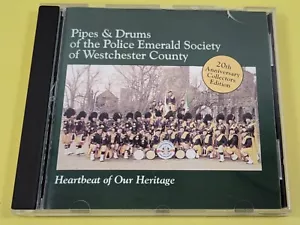 Pipes & Drums
of the Police Emerald Society
of Westchester County
20th
Anniversary
Collectors
Edition
Heartbeat of Our Heritage